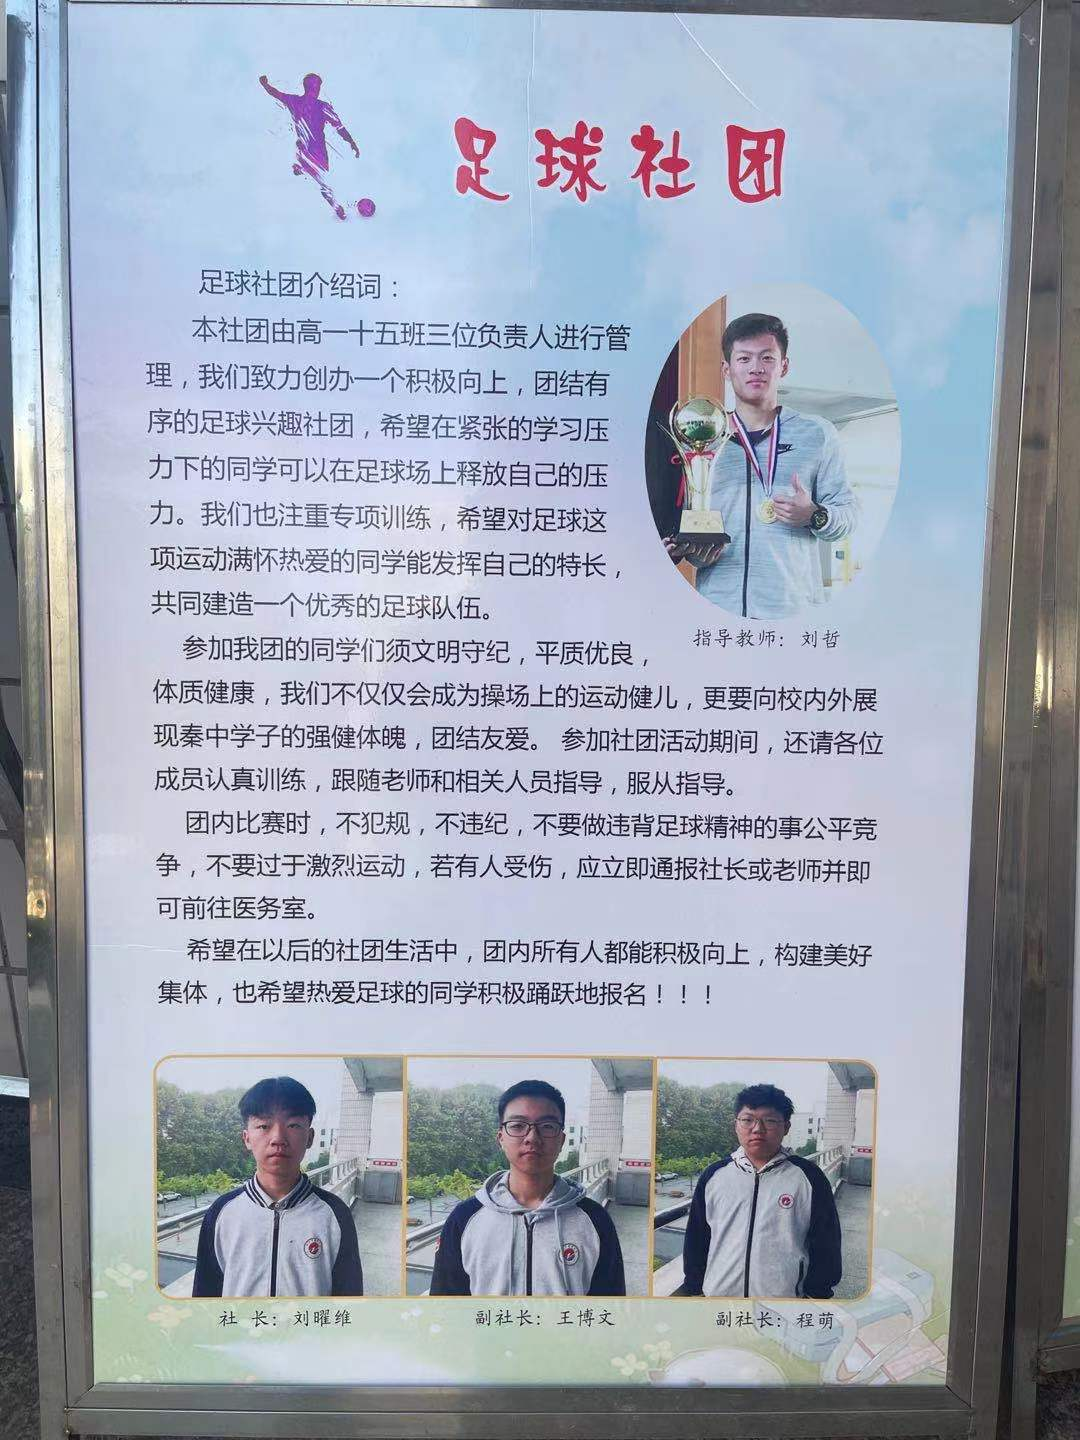 足球社团
足球社团介绍词：
本社团由高一十五班三位负责人进行管
理，我们致力创办一个积极向上，团结有
序的足球兴趣社团，希望在紧张的学习压
力下的同学可以在足球场上释放自己的压
力。我们也注重专项训练，希望对足球这
项运动满怀热爱的同学能发挥自己的特长，
共同建造一个优秀的足球队伍。
指导教师：刘哲
参加我团的同学们须文明守纪，平质优良，
体质健康，我们不仅仅会成为操场上的运动健儿，更要向校内外展
现秦中学子的强健体魄，团结友爱。 参加社团活动期间，还请各位
成员认真训练，跟随老师和相关人员指导，服从指导。
团内比赛时，不犯规，不违纪，不要做违背足球精神的事公平竞
争，不要过于激烈运动，若有人受伤，应立即通报社长或老师并即
可前往医务室。
希望在以后的社团生活中，团内所有人都能积极向上，构建美好
集体，也希望热爱足球的同学积极踊跃地报名！！！
社 长：刘曜维
副社长：王博文
副社长：程萌